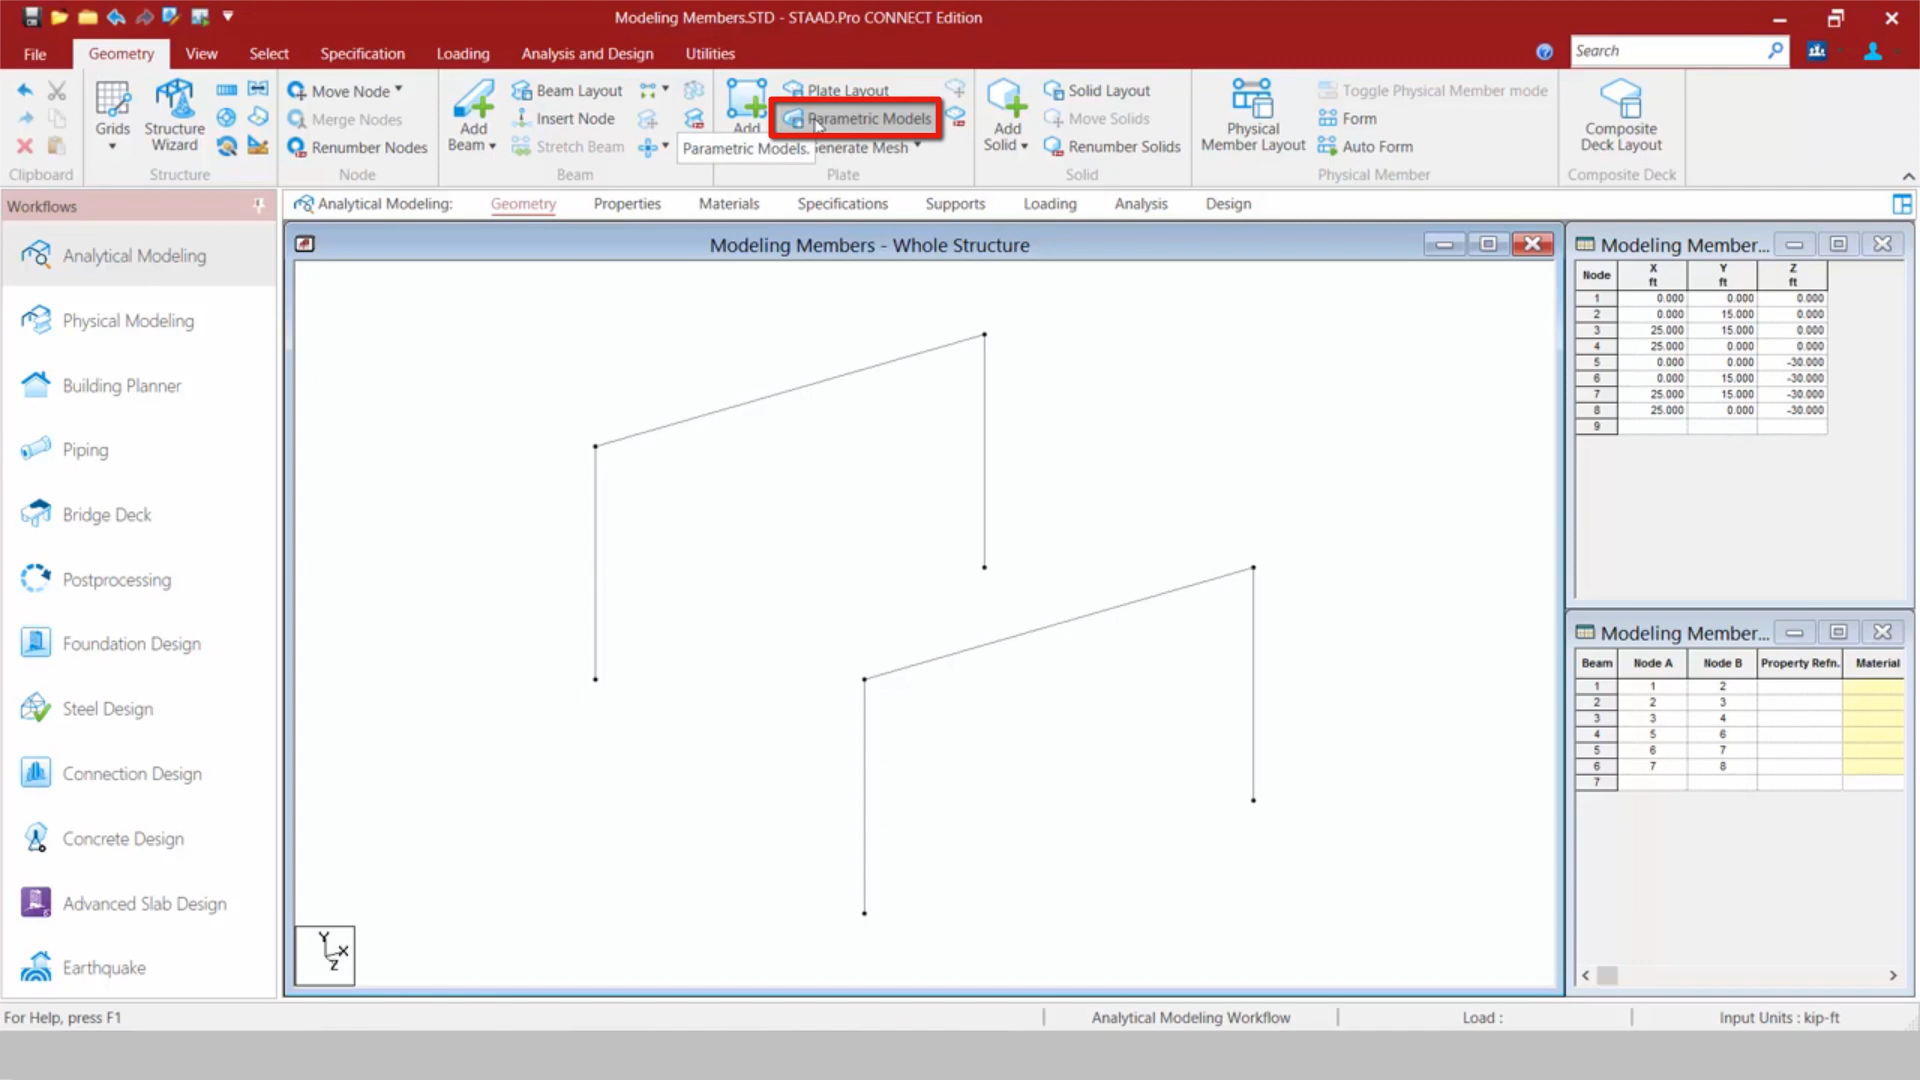 Modeling Members.STD - STAAD.Pro CONNECT Edition
File Geometry View Select Specification Loading Analysis and Design Utilities Search
Move Node Beam Layout Plate Layout Solid Layout Toggle Physical Member mode
Grids Structure Wizard Merge Nodes Add Beam Insert Node Add Parametric Models Add Solid Move Solids Physical Member Layout Form Composite Deck Layout
Renumber Nodes Stretch Beam Parametric Models. Generate Mesh Renumber Solids Auto Form
Clipboard Structure Node Beam Plate Solid Physical Member Composite Deck
Workflows
Analytical Modeling: Geometry Properties Materials Specifications Supports Loading Analysis Design
Analytical Modeling
Physical Modeling
Building Planner
Piping
Bridge Deck
Postprocessing
Foundation Design
Steel Design
Connection Design
Concrete Design
Advanced Slab Design
Earthquake
Modeling Members - Whole Structure
Y
X
Z
Modeling Member...
Node X ft Y ft Z ft
1 0.000 0.000 0.000
2 0.000 15.000 0.000
3 25.000 15.000 0.000
4 25.000 0.000 0.000
5 0.000 0.000 -30.000
6 0.000 15.000 -30.000
7 25.000 15.000 -30.000
8 25.000 0.000 -30.000
9
Modeling Member...
Beam Node A Node B Property Refn. Material
1 1 2
2 2 3
3 3 4
4 5 6
5 6 7
6 7 8
7
For Help, press F1 Analytical Modeling Workflow Load : Input Units : kip-ft